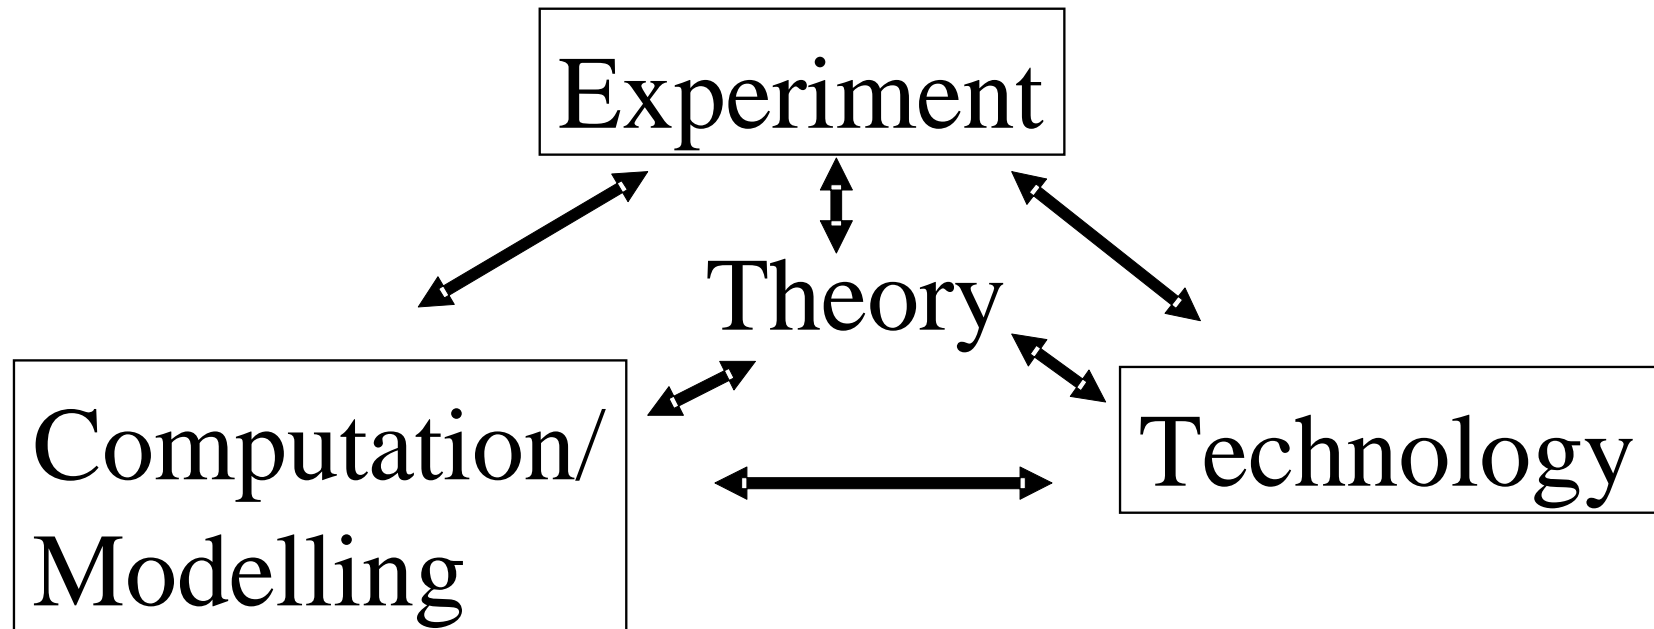 Experiment
Theory
Computation/
Modelling
Technology